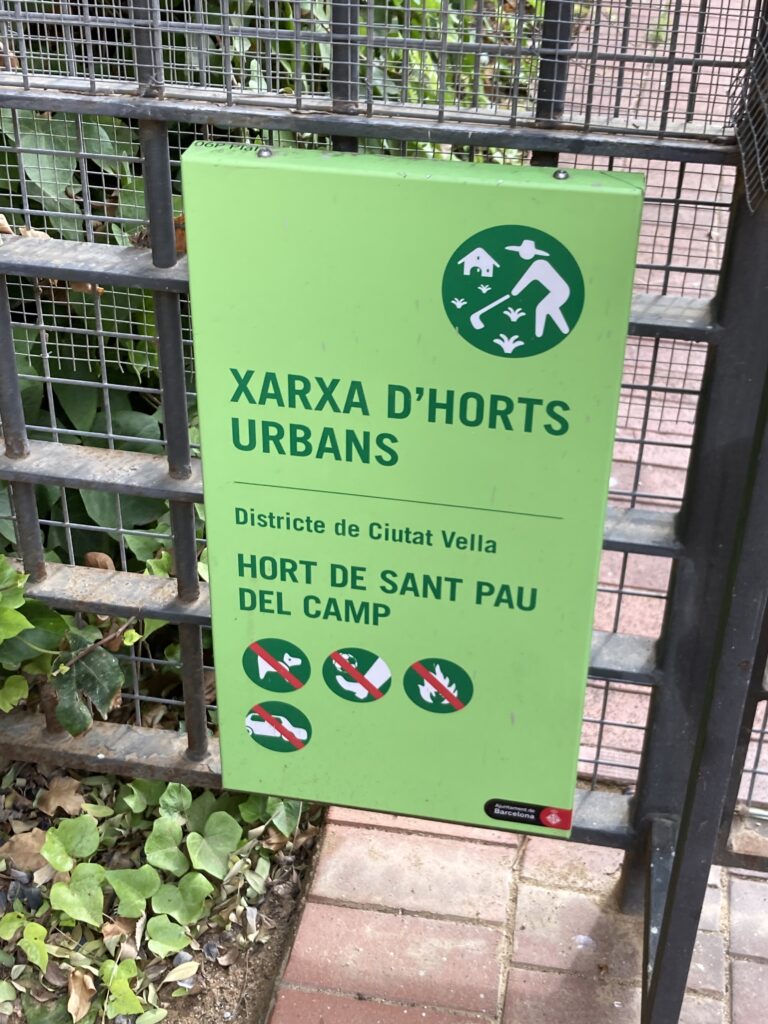 XARXA D'HORTS
URBANS
Districte de Ciutat Vella
HORT DE SANT PAU
DEL CAMP
Ajuntament de
Barcelona